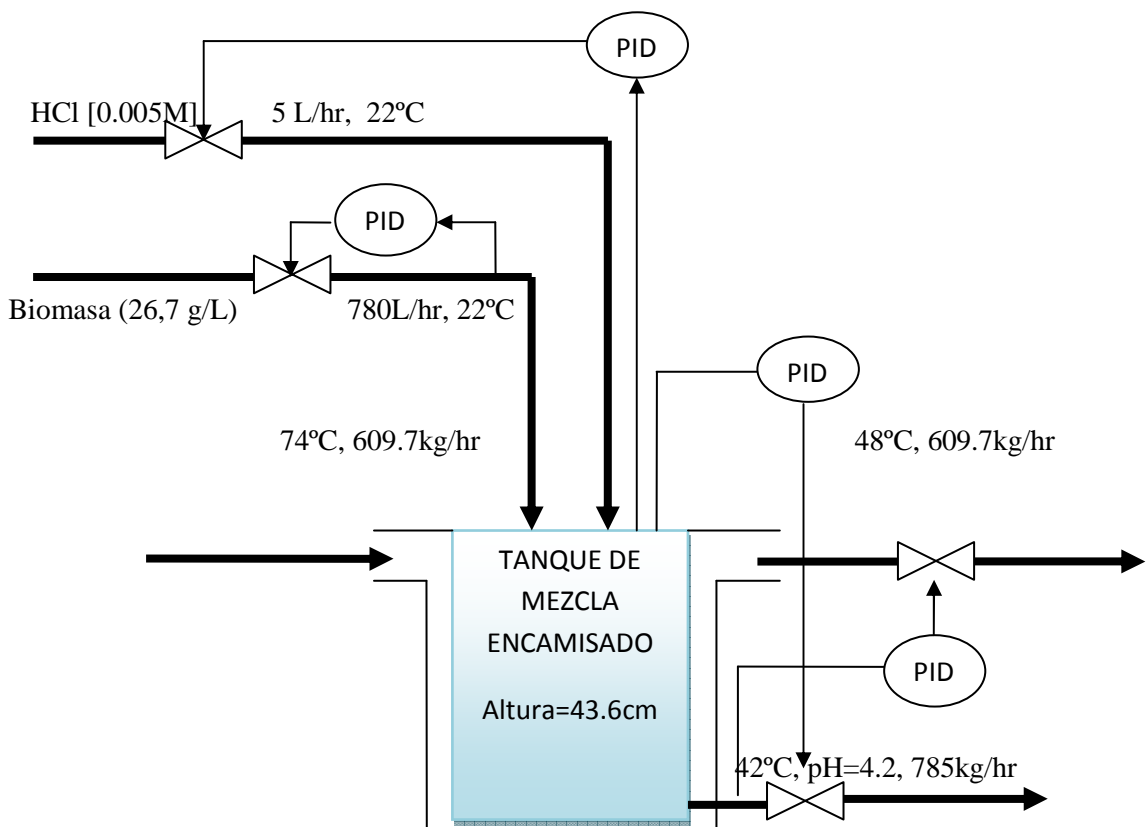 PID
HCl [0.005M] 5 L/hr, 22ºC
PID
Biomasa (26,7 g/L) 780L/hr, 22ºC
PID
74ºC, 609.7kg/hr 48ºC, 609.7kg/hr
TANQUE DE
MEZCLA
ENCAMISADO
Altura=43.6cm
PID
42ºC, pH=4.2, 785kg/hr